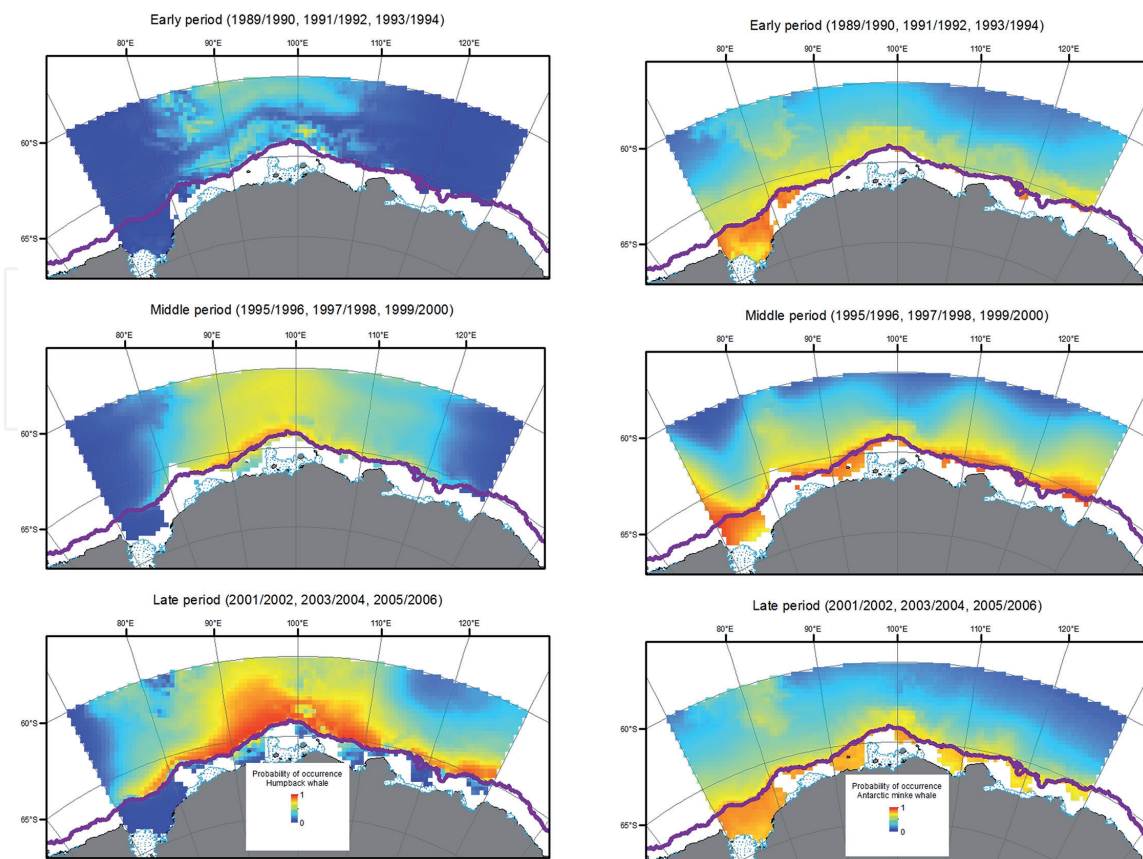 Early period (1989/1990, 1991/1992, 1993/1994)
80°E 90°E 100°E 110°E 120°E
60°S
65°S
Middle period (1995/1996, 1997/1998, 1999/2000)
80°E 90°E 100°E 110°E 120°E
60°S
65°S
Late period (2001/2002, 2003/2004, 2005/2006)
80°E 90°E 100°E 110°E 120°E
60°S
65°S
Probability of occurrence
Humpback whale
1
0
Early period (1989/1990, 1991/1992, 1993/1994)
80°E 90°E 100°E 110°E 120°E
60°S
65°S
Middle period (1995/1996, 1997/1998, 1999/2000)
80°E 90°E 100°E 110°E 120°E
60°S
65°S
Late period (2001/2002, 2003/2004, 2005/2006)
80°E 90°E 100°E 110°E 120°E
60°S
65°S
Probability of occurrence
Antarctic minke whale
1
0